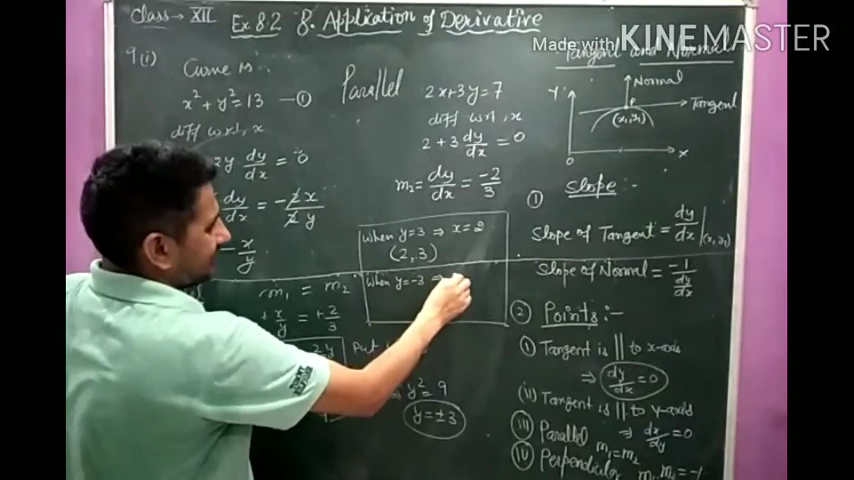 Class → XII
Ex 8.2 8. Application of Derivative
Made with KINEMASTER
Tangent and Normal
9(i)
Curve is :
x² + y² = 13 — ①
diff wrt, x
2y dy/dx = 0
dy/dx = -2x/2y
- x/y
Parallel
2x+3y=7
diff wrt, x
2 + 3 dy/dx = 0
m₂ = dy/dx = -2/3
When y=3 ⇒ x=2
(2,3)
When y=-3 ⇒
m₁ = m₂
+ x/y = + 2/3
2y
Put
y² = 9
y = ±3
Y
Normal
P
Tangent
(x₁, y₁)
O
X
① Slope :-
Slope of Tangent = dy/dx|(x₁, y₁)
Slope of Normal = -1/(dy/dx)
② Points :-
① Tangent is || to x-axis
⇒ dy/dx = 0
(ii) Tangent is || to y-axis
⇒ dx/dy = 0
(iii) Parallel m₁=m₂
(iv) Perpendicular m₁m₂=-1